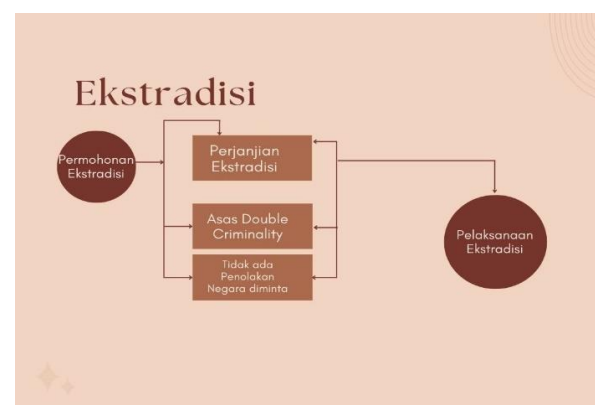 Ekstradisi
Permohonan
Ekstradisi
Perjanjian
Ekstradisi
Asas Double
Criminality
Tidak ada
Penolakan
Negara diminta
Pelaksanaan
Ekstradisi